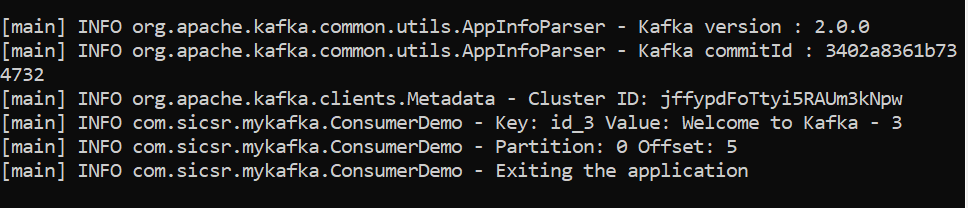 [main] INFO org.apache.kafka.common.utils.AppInfoParser - Kafka version : 2.0.0
[main] INFO org.apache.kafka.common.utils.AppInfoParser - Kafka commitId : 3402a8361b73
4732
[main] INFO org.apache.kafka.clients.Metadata - Cluster ID: jffypdFoTtyi5RAUm3kNpw
[main] INFO com.sicsr.mykafka.ConsumerDemo - Key: id_3 Value: Welcome to Kafka - 3
[main] INFO com.sicsr.mykafka.ConsumerDemo - Partition: 0 Offset: 5
[main] INFO com.sicsr.mykafka.ConsumerDemo - Exiting the application